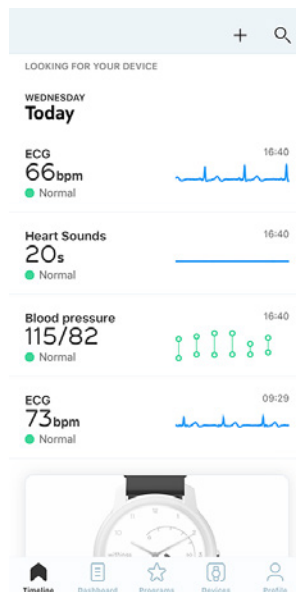 LOOKING FOR YOUR DEVICE
WEDNESDAY
Today
ECG
16:40
66bpm
Normal
Heart Sounds
16:40
20s
Normal
Blood pressure
16:40
115/82
Normal
ECG
09:29
73bpm
Normal
Timeline Dashboard Programs Devices Profile